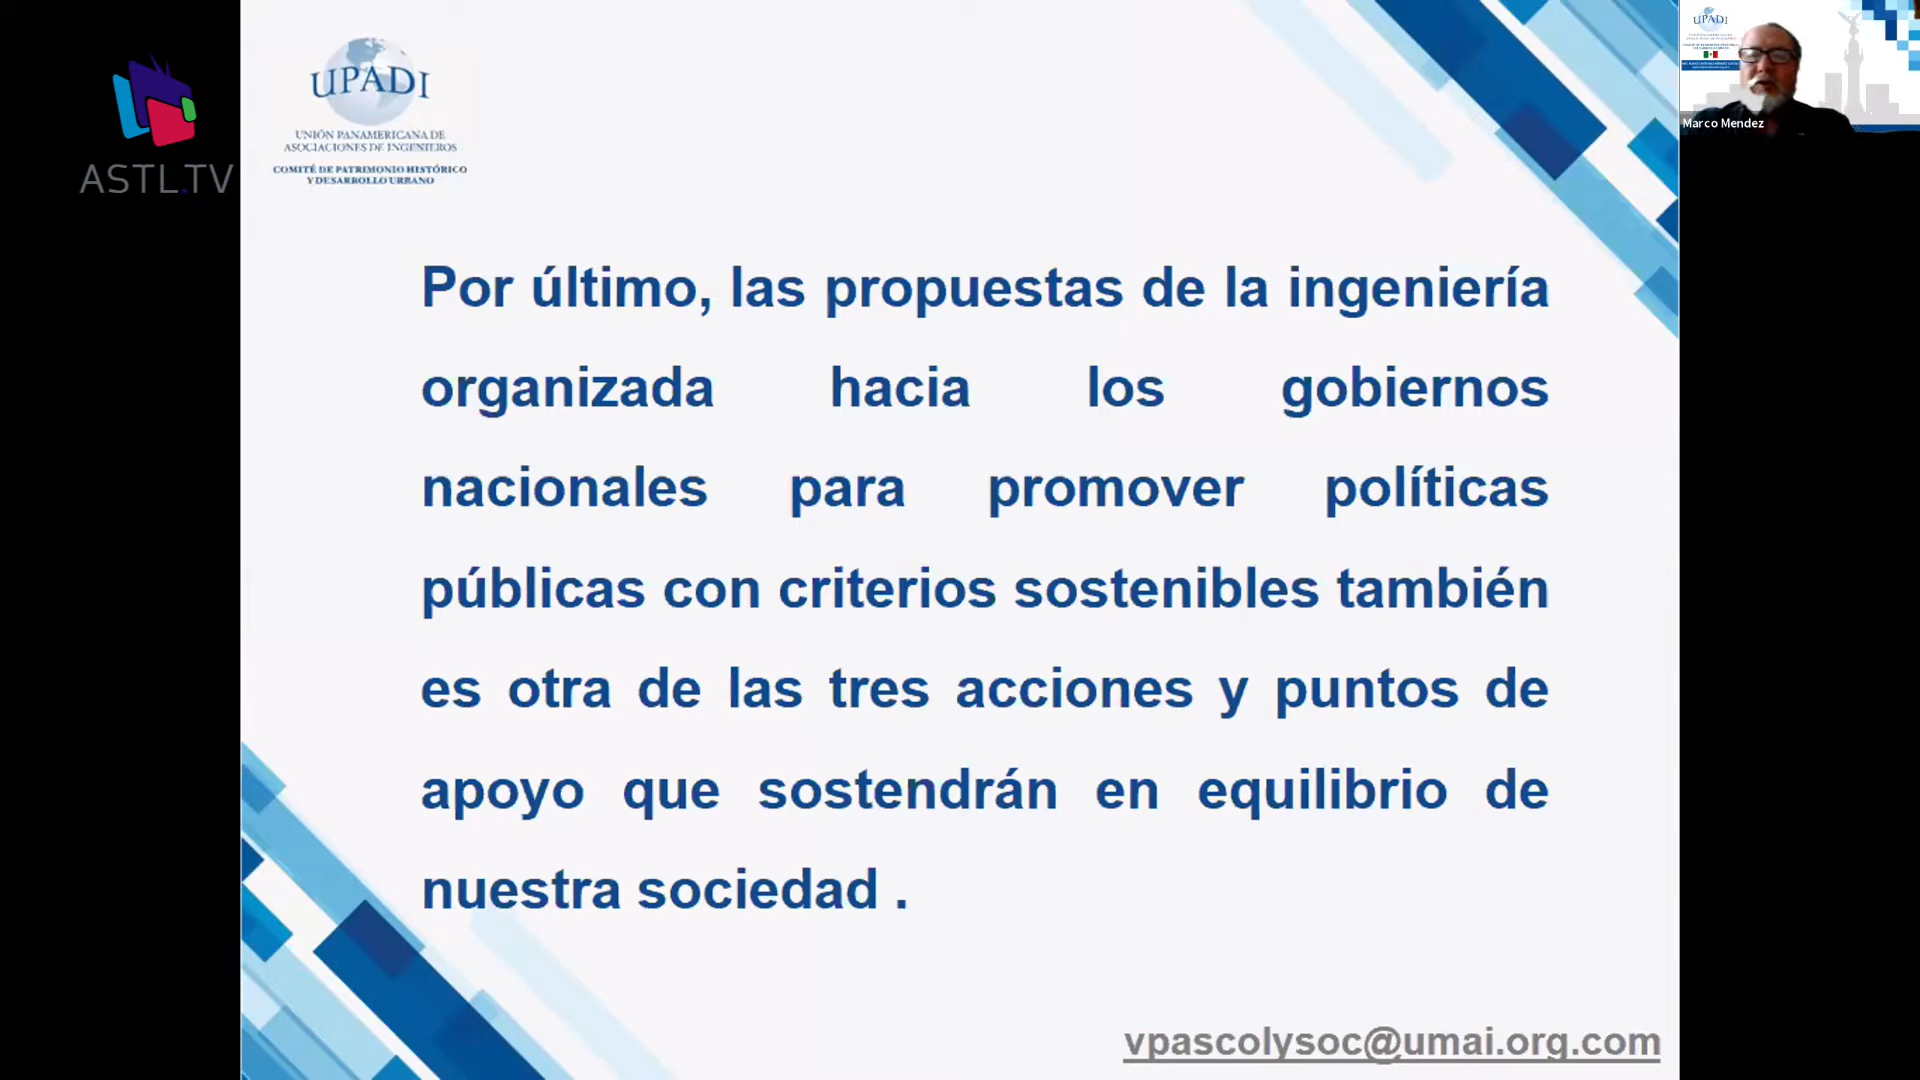 ASTL.TV
UPADI
UNIÓN PANAMERICANA DE
ASOCIACIONES DE INGENIEROS
COMITÉ DE PATRIMONIO HISTÓRICO
Y DESARROLLO URBANO
Por último, las propuestas de la ingeniería
organizada hacia los gobiernos
nacionales para promover políticas
públicas con criterios sostenibles también
es otra de las tres acciones y puntos de
apoyo que sostendrán en equilibrio de
nuestra sociedad .
vpascolysoc@umai.org.com
UPADI
Marco Mendez